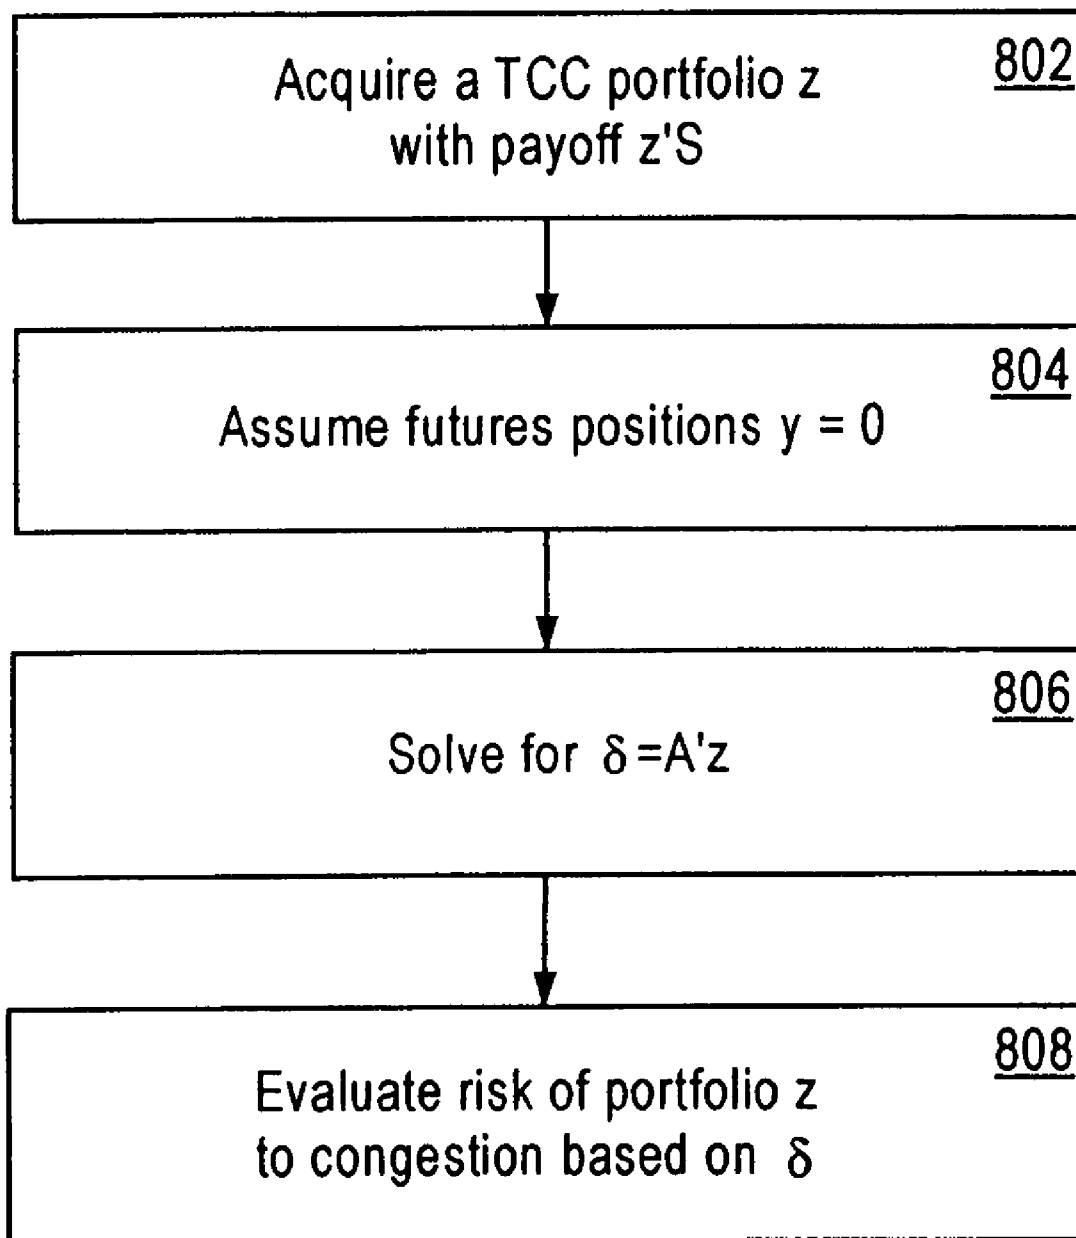 802
Acquire a TCC portfolio z
with payoff z'S
804
Assume futures positions y = 0
806
Solve for δ=A'z
808
Evaluate risk of portfolio z
to congestion based on δ